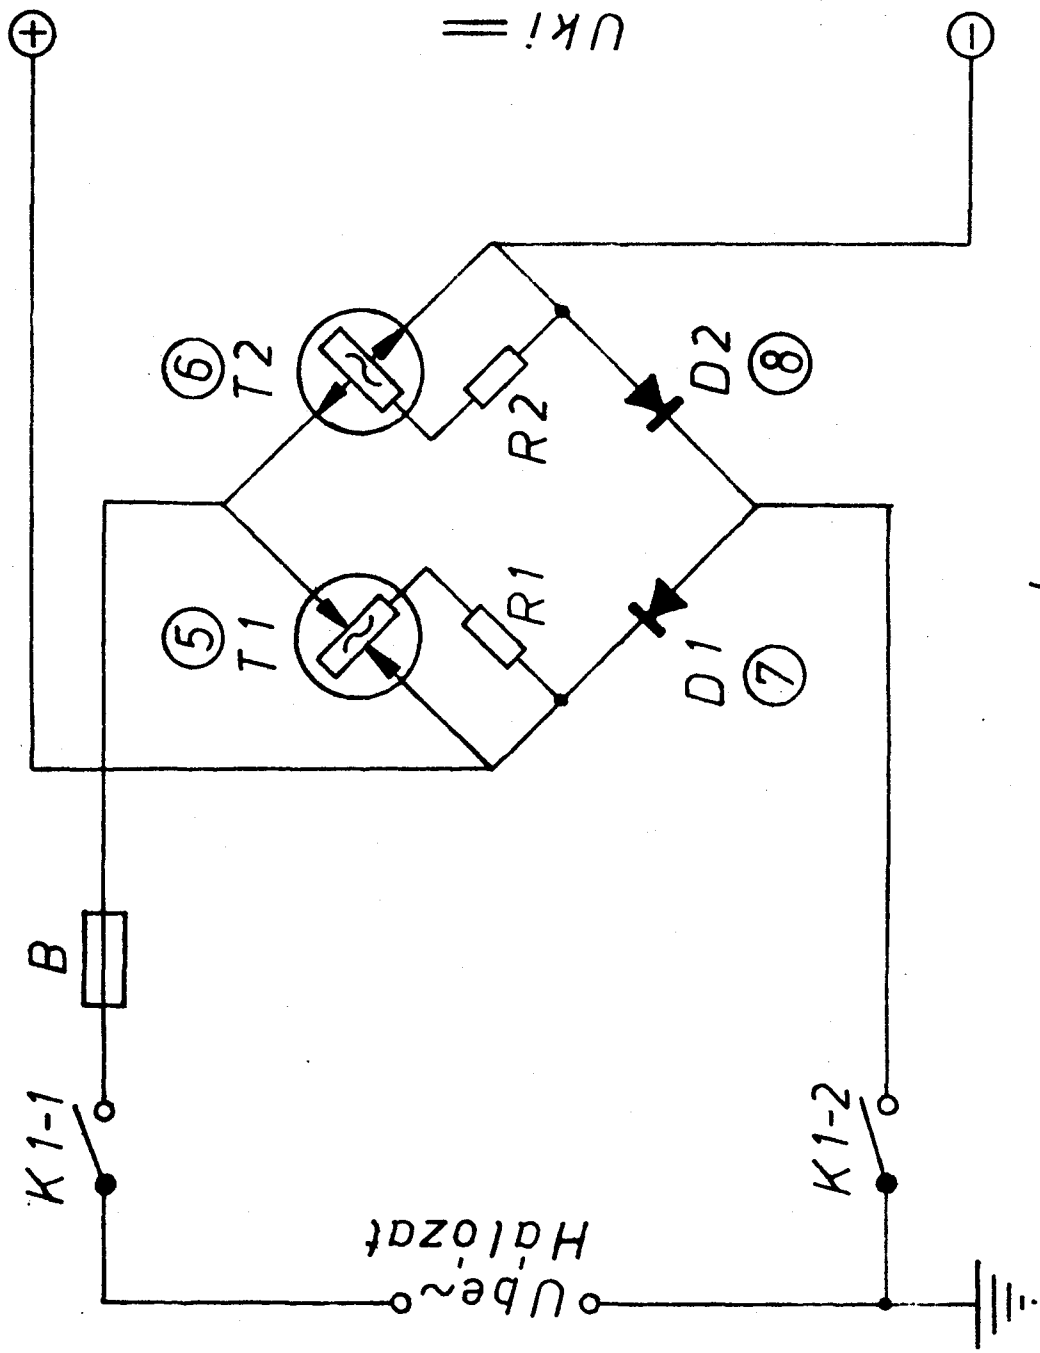 +
Uki =
-
6
T2
D2
8
R2
5
T1
R1
D1
7
B
K1-1
K1-2
Ube~
Hálózat